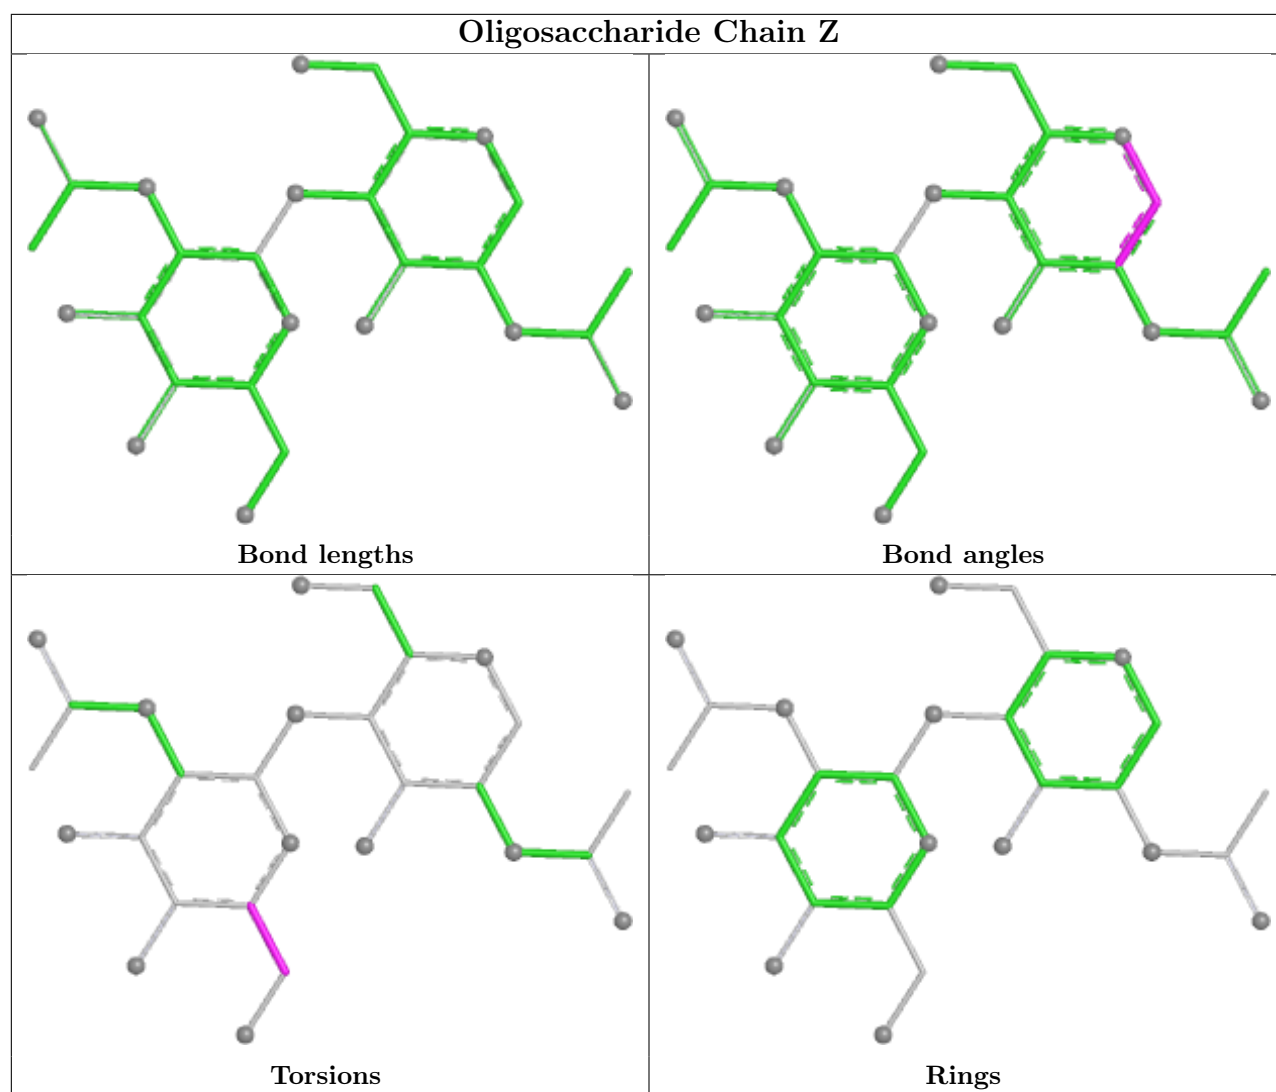 Oligosaccharide Chain Z
Bond lengths
Bond angles
Torsions
Rings